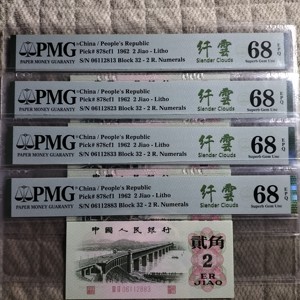 PMG
PAPER MONEY GUARANTY
China / People's Republic
Pick# 878cf1 1962 2 Jiao - Litho
S/N 06112813 Block 32 - 2 R. Numerals
纤雲
Slender Clouds
68 EPQ
Superb Gem Unc
PMG
PAPER MONEY GUARANTY
China / People's Republic
Pick# 878cf1 1962 2 Jiao - Litho
S/N 06112823 Block 32 - 2 R. Numerals
纤雲
Slender Clouds
68 EPQ
Superb Gem Unc
PMG
PAPER MONEY GUARANTY
China / People's Republic
Pick# 878cf1 1962 2 Jiao - Litho
S/N 06112833 Block 32 - 2 R. Numerals
纤雲
Slender Clouds
68 EPQ
Superb Gem Unc
PMG
PAPER MONEY GUARANTY
China / People's Republic
Pick# 878cf1 1962 2 Jiao - Litho
S/N 06112883 Block 32 - 2 R. Numerals
纤雲
Slender Clouds
68 EPQ
Superb Gem Unc
中国人民银行
贰角
2
ER
JIAO
06112883